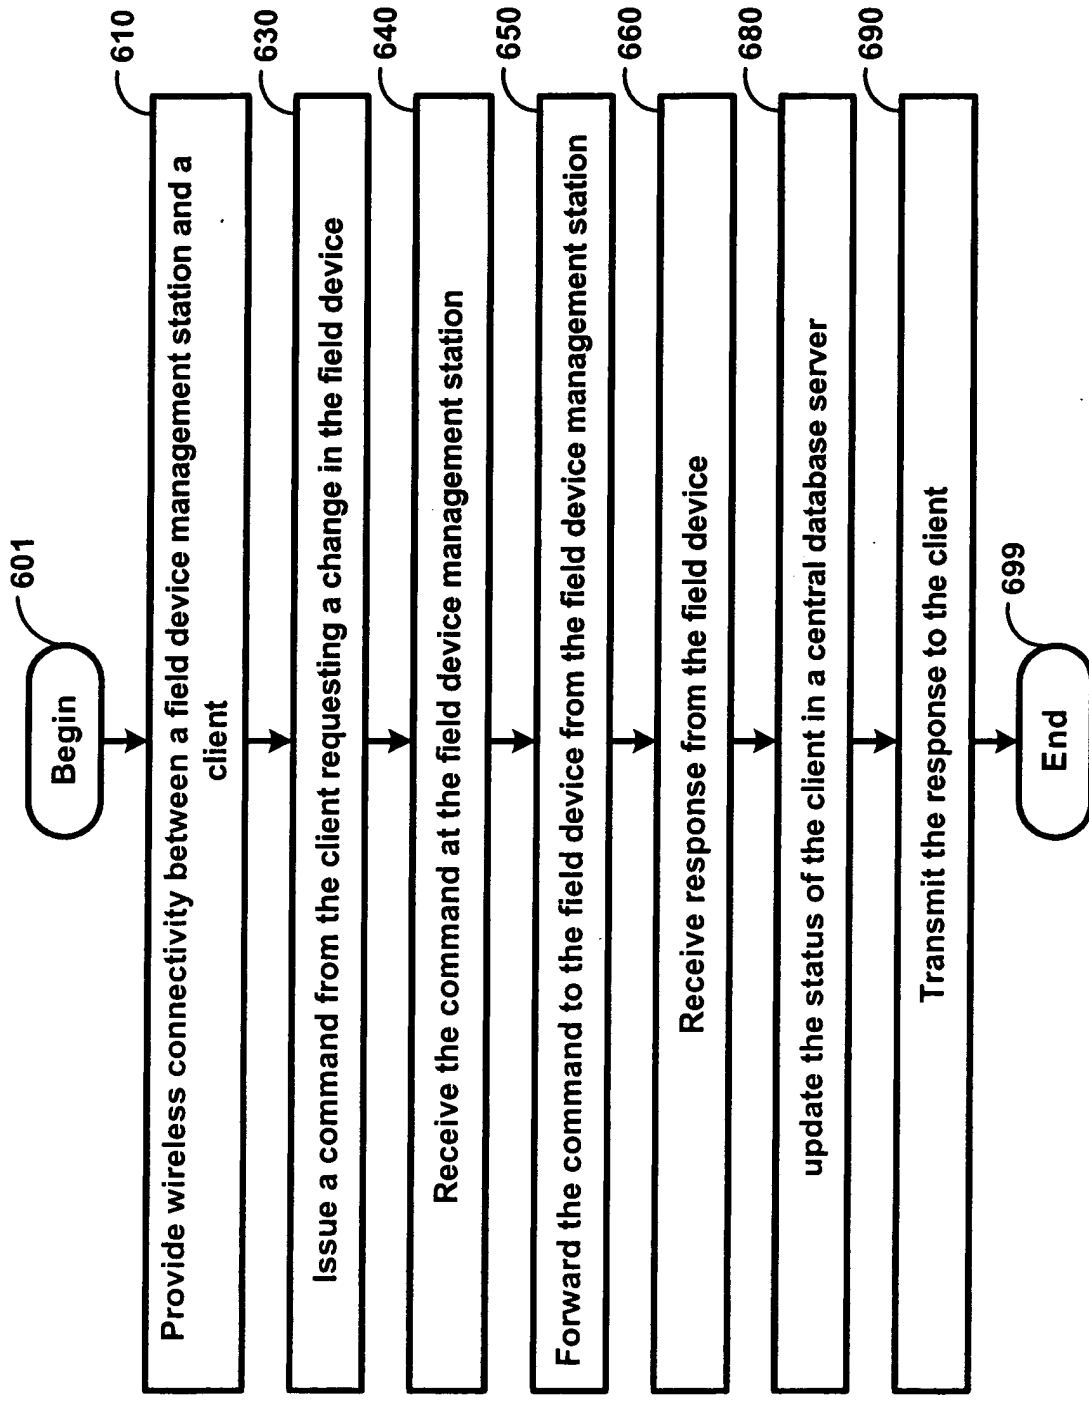 601
Begin
610
Provide wireless connectivity between a field device management station and a
client
630
Issue a command from the client requesting a change in the field device
640
Receive the command at the field device management station
650
Forward the command to the field device from the field device management station
660
Receive response from the field device
680
update the status of the client in a central database server
690
Transmit the response to the client
699
End